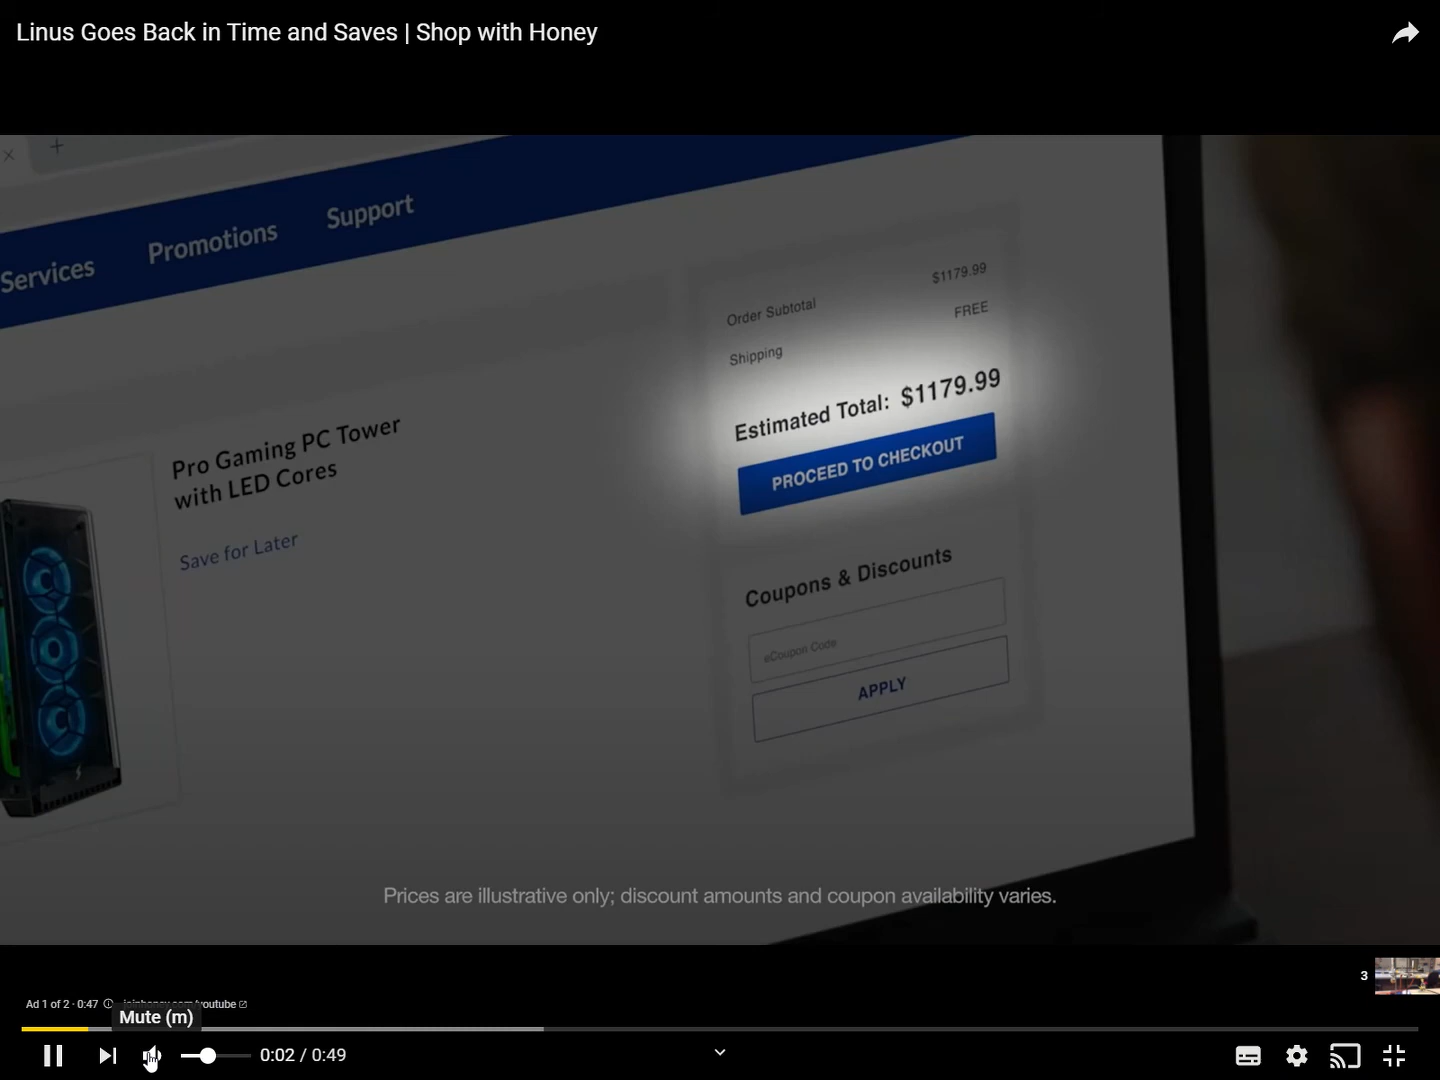 Linus Goes Back in Time and Saves | Shop with Honey
Services
Promotions
Support
Order Subtotal
$1179.99
Shipping
FREE
Estimated Total: $1179.99
PROCEED TO CHECKOUT
Pro Gaming PC Tower
with LED Cores
Save for Later
Coupons & Discounts
eCoupon Code
APPLY
Prices are illustrative only; discount amounts and coupon availability varies.
3
Ad 1 of 2 · 0:47
joinhoney.com/youtube
Mute (m)
0:02 / 0:49